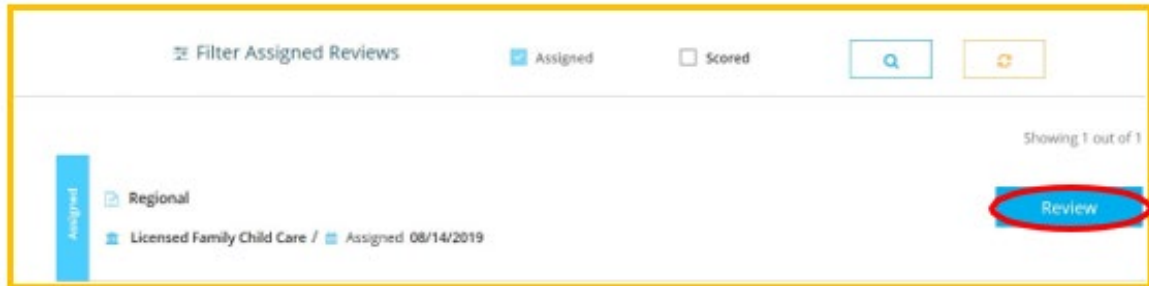 Filter Assigned Reviews Assigned Scored
Showing 1 out of 1
Assigned
Regional
Review
Licensed Family Child Care / Assigned 08/14/2019